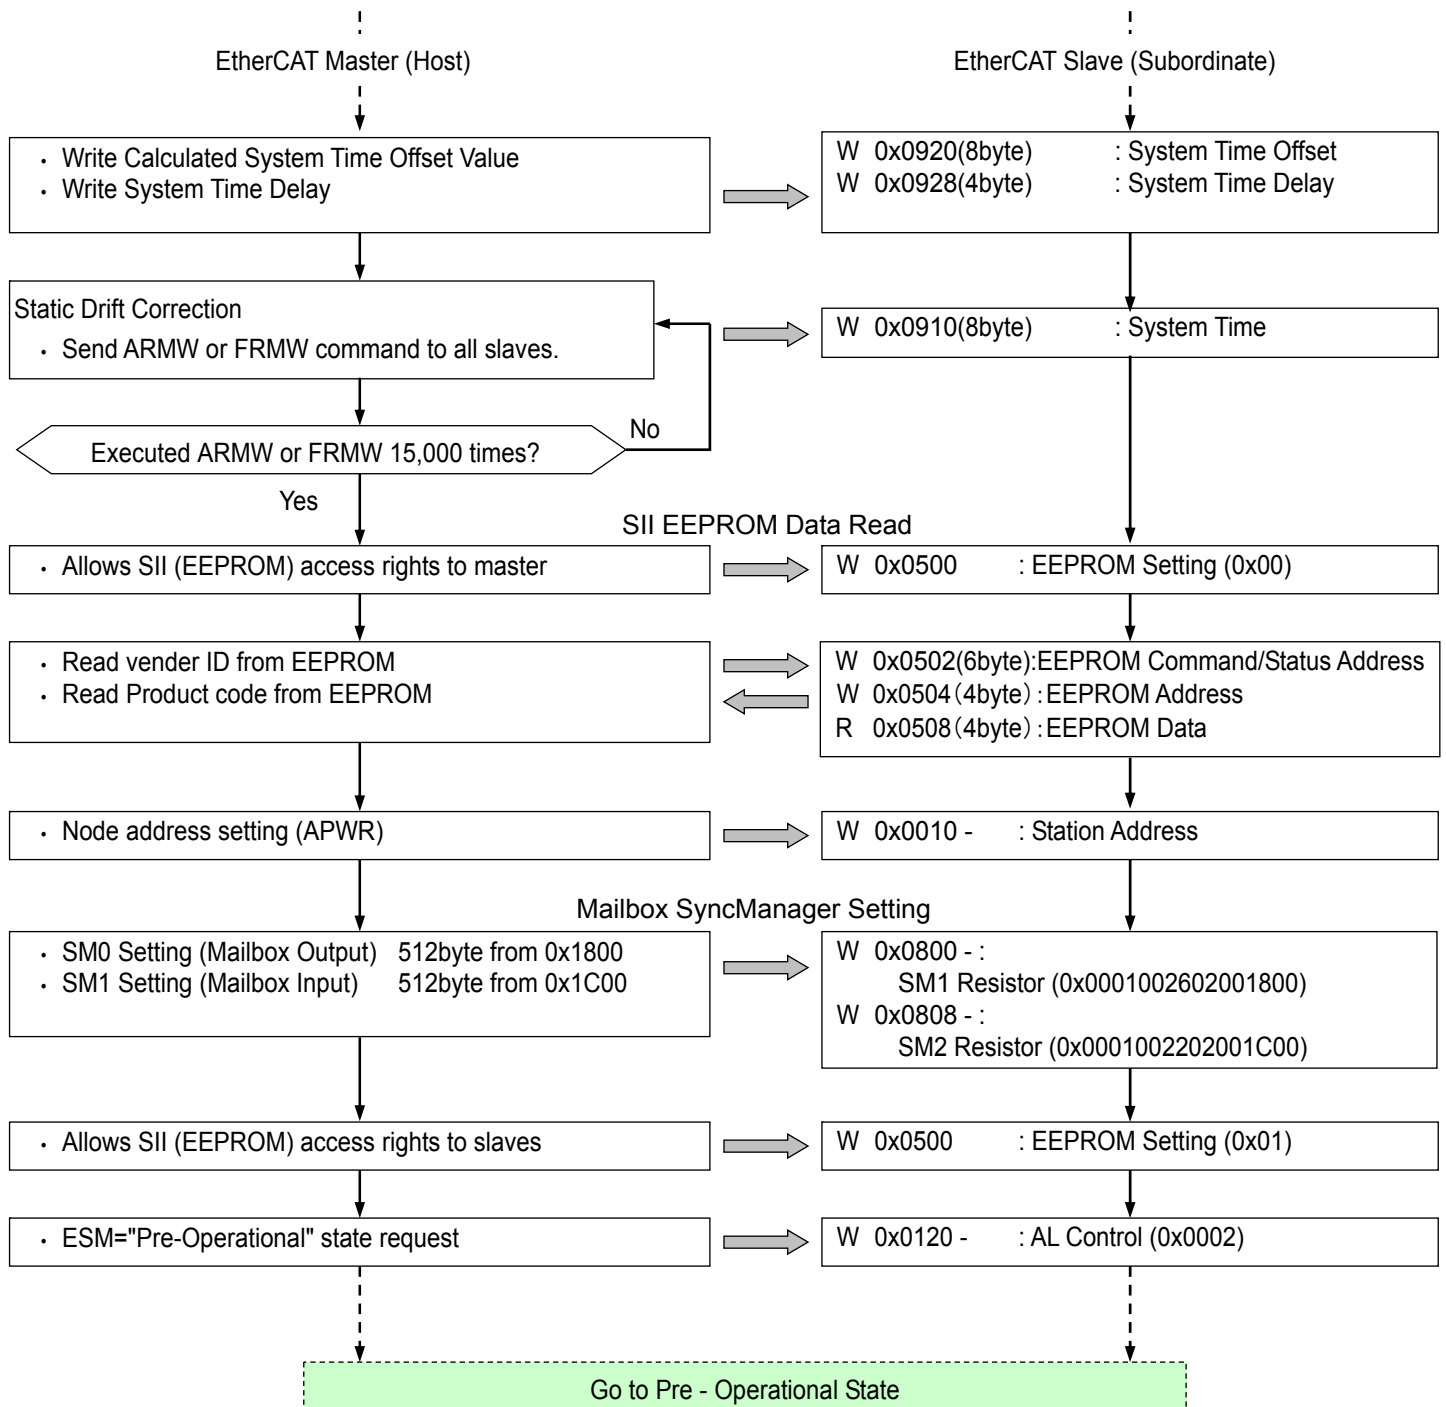 EtherCAT Master (Host)
EtherCAT Slave (Subordinate)
・ Write Calculated System Time Offset Value
・ Write System Time Delay
W 0x0920(8byte) : System Time Offset
W 0x0928(4byte) : System Time Delay
Static Drift Correction
・ Send ARMW or FRMW command to all slaves.
W 0x0910(8byte) : System Time
No
Executed ARMW or FRMW 15,000 times?
Yes
SII EEPROM Data Read
・ Allows SII (EEPROM) access rights to master
W 0x0500 : EEPROM Setting (0x00)
・ Read vender ID from EEPROM
・ Read Product code from EEPROM
W 0x0502(6byte):EEPROM Command/Status Address
W 0x0504（4byte）:EEPROM Address
R 0x0508（4byte）:EEPROM Data
・ Node address setting (APWR)
W 0x0010 - : Station Address
Mailbox SyncManager Setting
・ SM0 Setting (Mailbox Output) 512byte from 0x1800
・ SM1 Setting (Mailbox Input) 512byte from 0x1C00
W 0x0800 - :
SM1 Resistor (0x0001002602001800)
W 0x0808 - :
SM2 Resistor (0x0001002202001C00)
・ Allows SII (EEPROM) access rights to slaves
W 0x0500 : EEPROM Setting (0x01)
・ ESM="Pre-Operational" state request
W 0x0120 - : AL Control (0x0002)
Go to Pre - Operational State